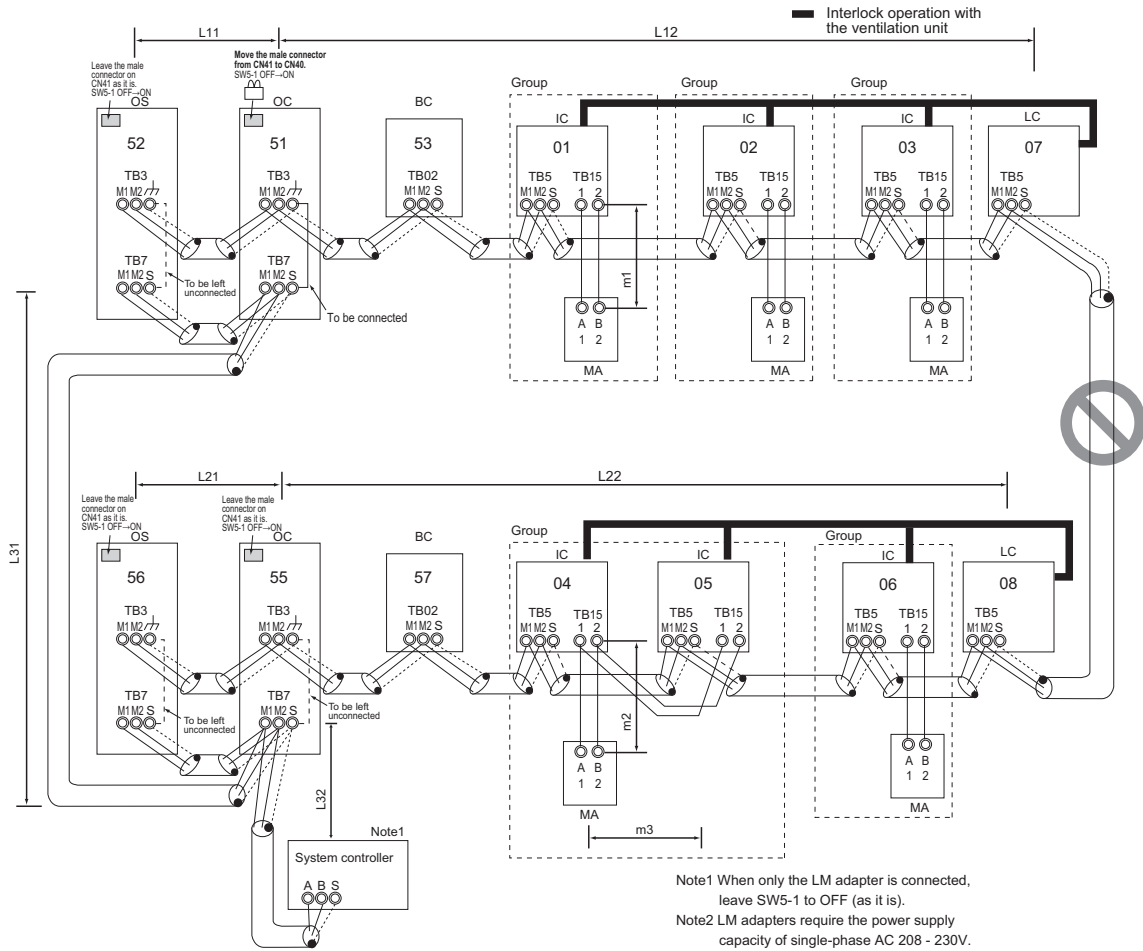 Interlock operation with
the ventilation unit
L11
L12
Leave the male
connector on
CN41 as it is.
SW5-1 OFF→ON
Move the male connector
from CN41 to CN40.
SW5-1 OFF→ON
OS
OC
BC
Group
Group
Group
IC
IC
IC
LC
52
51
53
01
02
03
07
TB3
TB3
TB02
TB5 TB15
TB5 TB15
TB5 TB15
TB5
M1 M2
M1 M2
M1 M2 S
M1 M2 S 1 2
M1 M2 S 1 2
M1 M2 S 1 2
M1 M2 S
TB7
TB7
M1 M2 S
M1 M2 S
To be left
unconnected
To be connected
m1
A B
1 2
MA
A B
1 2
MA
A B
1 2
MA
L31
L21
L22
Leave the male
connector on
CN41 as it is.
SW5-1 OFF→ON
Leave the male
connector on
CN41 as it is.
SW5-1 OFF→ON
OS
OC
BC
Group
Group
IC
IC
IC
LC
56
55
57
04
05
06
08
TB3
TB3
TB02
TB5 TB15
TB5 TB15
TB5 TB15
TB5
M1 M2
M1 M2
M1 M2 S
M1 M2 S 1 2
M1 M2 S 1 2
M1 M2 S 1 2
M1 M2 S
TB7
TB7
M1 M2 S
M1 M2 S
To be left
unconnected
To be left
unconnected
m2
A B
1 2
MA
m3
A B
1 2
MA
L32
Note1
System controller
A B S
Note1 When only the LM adapter is connected,
leave SW5-1 to OFF (as it is).
Note2 LM adapters require the power supply
capacity of single-phase AC 208 - 230V.